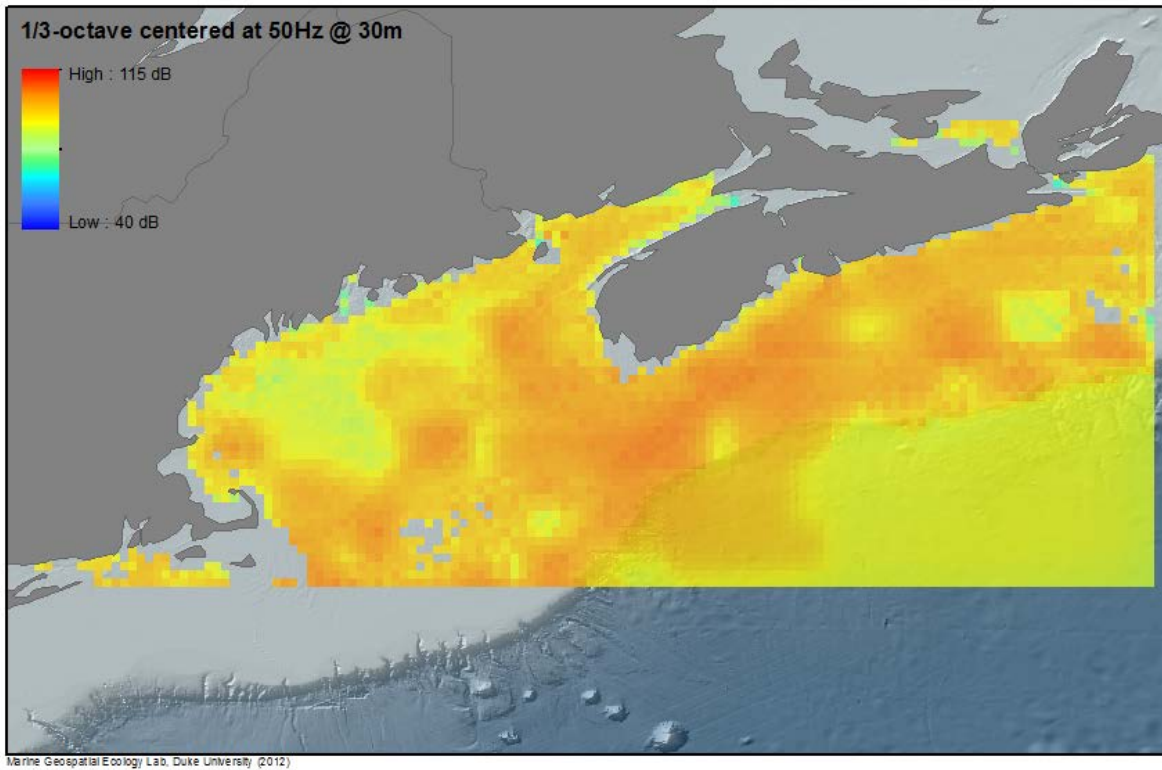 1/3-octave centered at 50Hz @ 30m
High : 115 dB
Low : 40 dB
Marine Geospatial Ecology Lab, Duke University (2012)